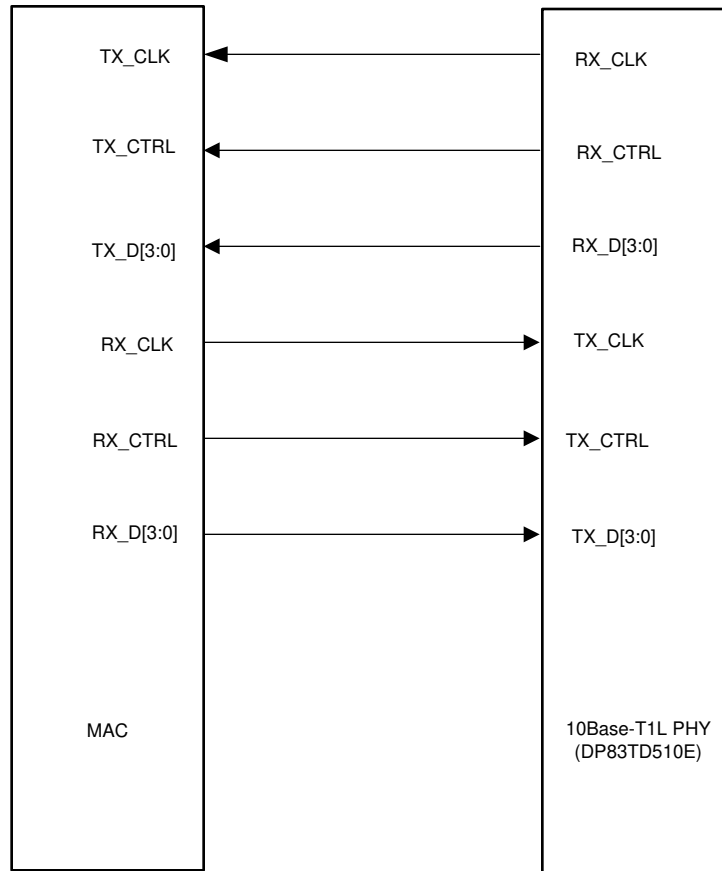 TX_CLK RX_CLK
TX_CTRL RX_CTRL
TX_D[3:0] RX_D[3:0]
RX_CLK TX_CLK
RX_CTRL TX_CTRL
RX_D[3:0] TX_D[3:0]
MAC 10Base-T1L PHY
(DP83TD510E)